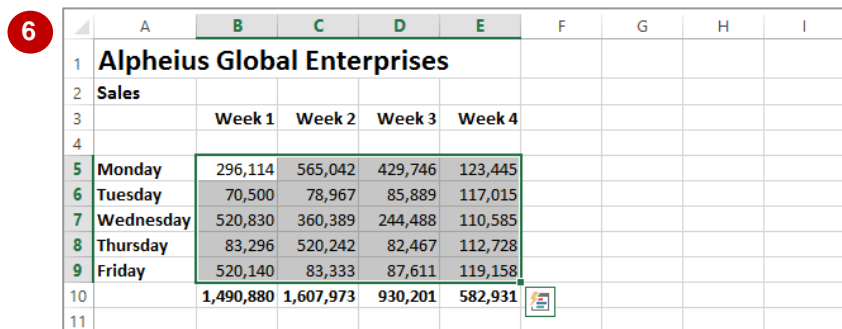 6
A B C D E F G H I
1 Alpheius Global Enterprises
2 Sales
3 Week 1 Week 2 Week 3 Week 4
4
5 Monday 296,114 565,042 429,746 123,445
6 Tuesday 70,500 78,967 85,889 117,015
7 Wednesday 520,830 360,389 244,488 110,585
8 Thursday 83,296 520,242 82,467 112,728
9 Friday 520,140 83,333 87,611 119,158
10 1,490,880 1,607,973 930,201 582,931
11